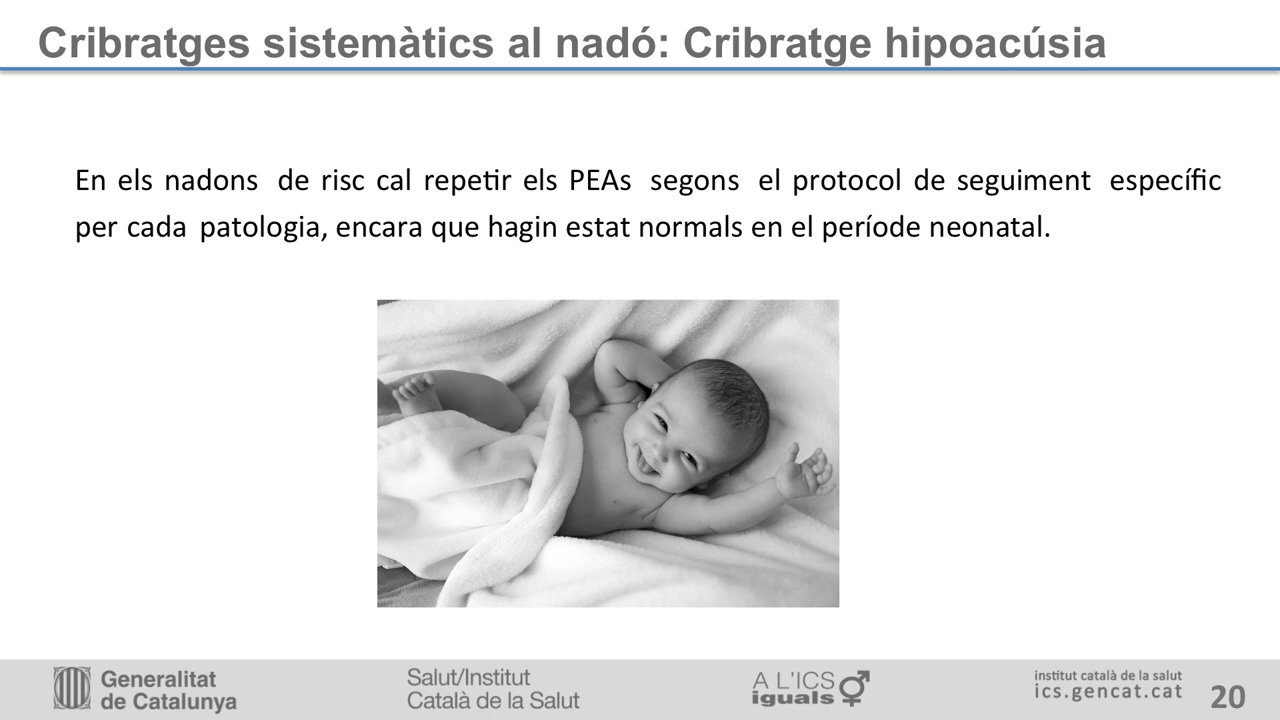 Cribratges sistemàtics al nadó: Cribratge hipoacúsia
En els nadons de risc cal repetir els PEAs segons el protocol de seguiment específic
per cada patologia, encara que hagin estat normals en el període neonatal.
Generalitat
de Catalunya
Salut/Institut
Català de la Salut
A L'ICS
iguals
institut català de la salut
ics.gencat.cat
20